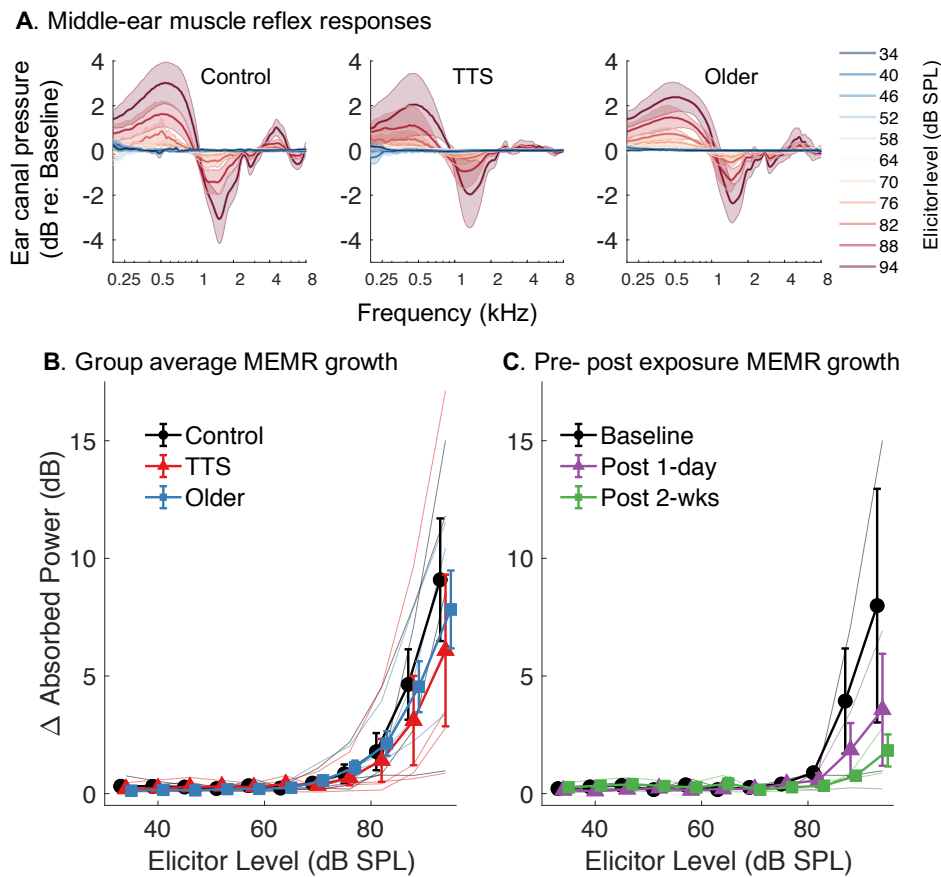 A. Middle-ear muscle reflex responses
Ear canal pressure
(dB re: Baseline)
4
2
0
-2
-4
Control
0.25 0.5 1 2 4 8
4
2
0
-2
-4
TTS
0.25 0.5 1 2 4 8
4
2
0
-2
-4
Older
0.25 0.5 1 2 4 8
Frequency (kHz)
34
40
46
52
58
64
70
76
82
88
94
Elicitor level (dB SPL)
B. Group average MEMR growth
Δ Absorbed Power (dB)
15
10
5
0
Control
TTS
Older
40 60 80
Elicitor Level (dB SPL)
C. Pre- post exposure MEMR growth
15
10
5
0
Baseline
Post 1-day
Post 2-wks
40 60 80
Elicitor Level (dB SPL)